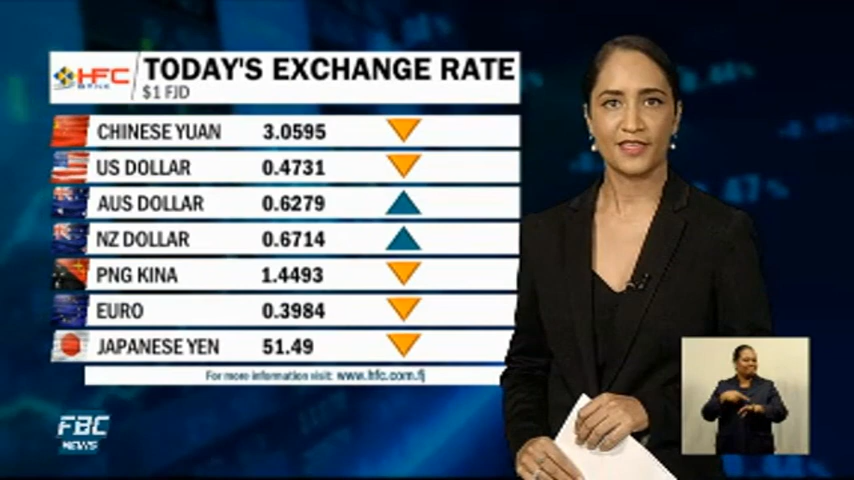 HFC
BANK
TODAY'S EXCHANGE RATE
$1 FJD
CHINESE YUAN 3.0595
US DOLLAR 0.4731
AUS DOLLAR 0.6279
NZ DOLLAR 0.6714
PNG KINA 1.4493
EURO 0.3984
JAPANESE YEN 51.49
For more information visit: www.hfc.com.fj
FBC
NEWS